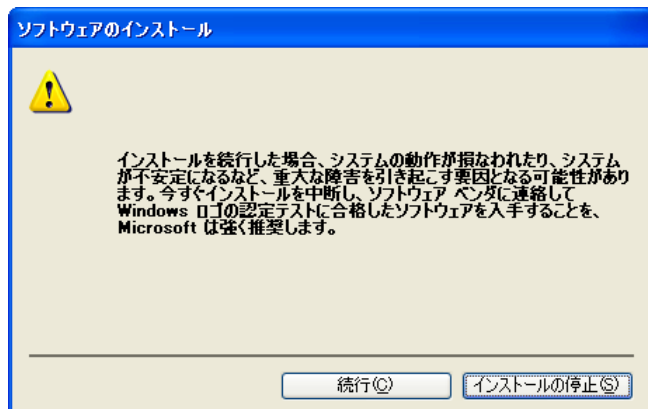 ソフトウェアのインストール
インストールを続行した場合、システムの動作が損なわれたり、システム
が不安定になるなど、重大な障害を引き起こす要因となる可能性があり
ます。今すぐインストールを中断し、ソフトウェア ベンダに連絡して
Windows ロゴの認定テストに合格したソフトウェアを入手することを、
Microsoft は強く推奨します。
続行(C)
インストールの停止(S)